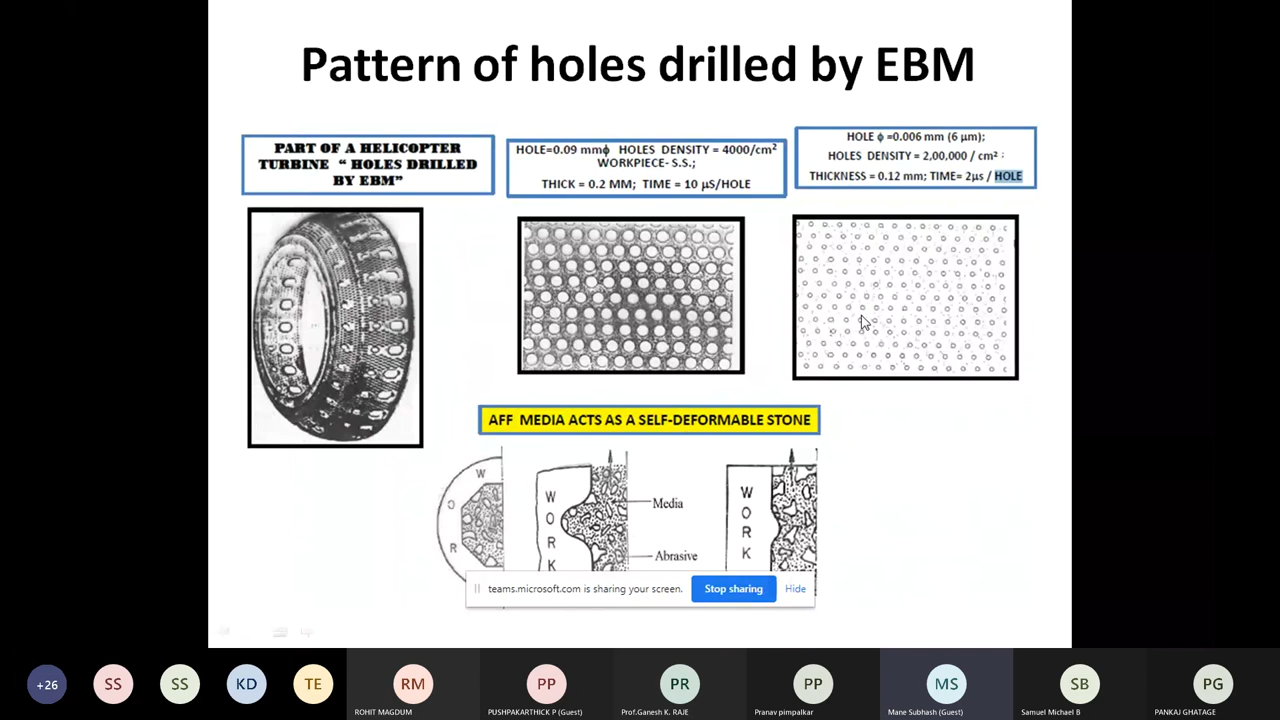 Pattern of holes drilled by EBM
PART OF A HELICOPTER
TURBINE “ HOLES DRILLED
BY EBM”
HOLE=0.09 mmɸ HOLES DENSITY = 4000/cm²
WORKPIECE- S.S.;
THICK = 0.2 MM; TIME = 10 µS/HOLE
HOLE ɸ =0.006 mm (6 µm);
HOLES DENSITY = 2,00,000 / cm² ;
THICKNESS = 0.12 mm; TIME= 2µs / HOLE
AFF MEDIA ACTS AS A SELF-DEFORMABLE STONE
W
O
R
W
O
R
K
Media
Abrasive
W
O
R
K
teams.microsoft.com is sharing your screen.
Stop sharing
Hide
+26
SS
SS
KD
TE
RM
PP
PR
PP
MS
SB
PG
ROHIT MAGDUM
PUSHPAKARTHICK P (Guest)
Prof.Ganesh K. RAJE
Pranav pimpalkar
Mane Subhash (Guest)
Samuel Michael B
PANKAJ GHATAGE